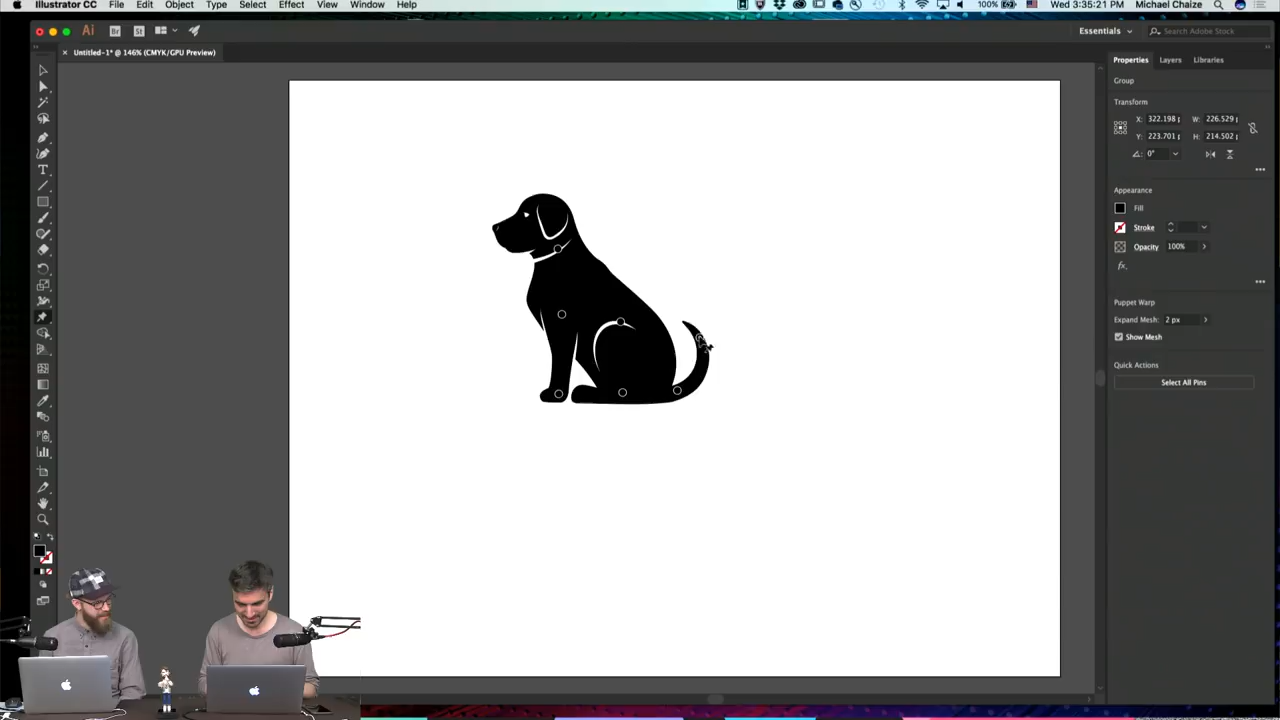 Illustrator CC File Edit Object Type Select Effect View Window Help 100% Wed 3:35:21 PM Michael Chaize
Ai Br St Essentials Search Adobe Stock
× Untitled-1* @ 146% (CMYK/GPU Preview)
Properties Layers Libraries
Group
Transform
X: 322.198 p W: 226.529 p
Y: 223.701 p H: 214.502 p
0°
Appearance
Fill
Stroke
Opacity 100%
fx.
Puppet Warp
Expand Mesh: 2 px
Show Mesh
Quick Actions
Select All Pins